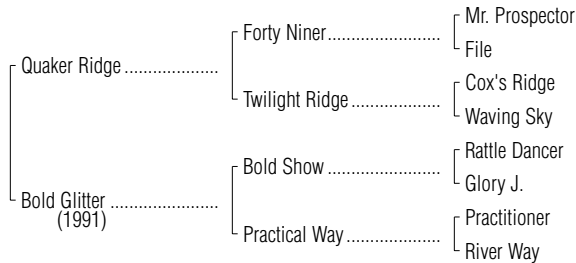 Mr. Prospector
Forty Niner......................
File
Quaker Ridge..................
Cox's Ridge
Twilight Ridge..................
Waving Sky
Rattle Dancer
Bold Show......................
Glory J.
Bold Glitter.....................
(1991)
Practitioner
Practical Way...................
River Way